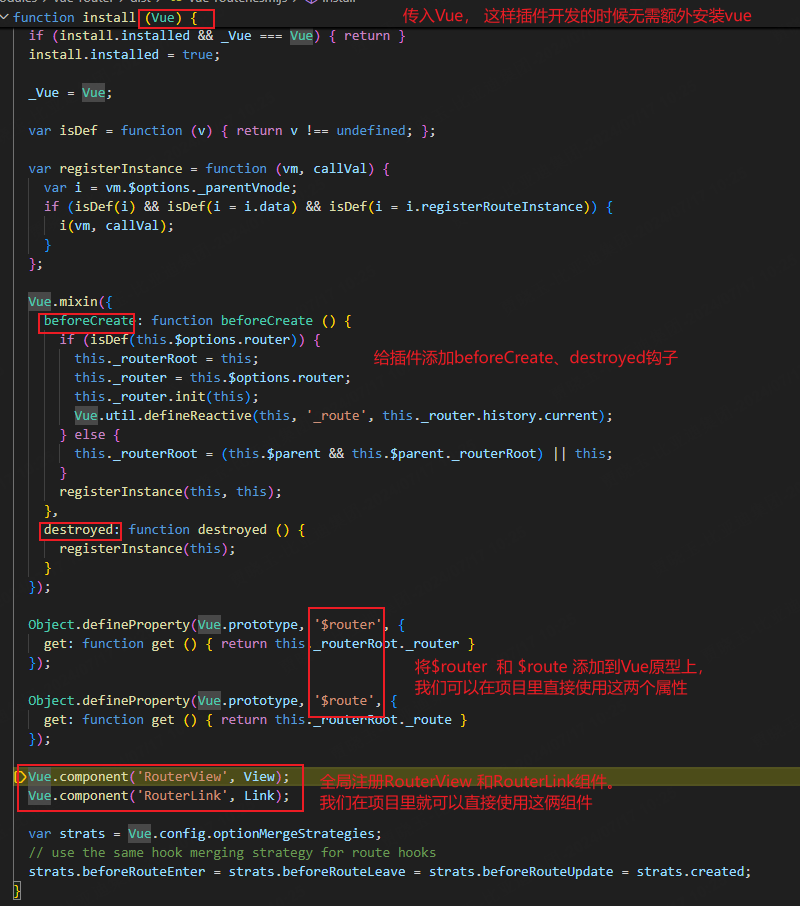 function install (Vue) { 传入Vue， 这样插件开发的时候无需额外安装vue
if (install.installed && _Vue === Vue) { return }
install.installed = true;
_Vue = Vue;
var isDef = function (v) { return v !== undefined; };
var registerInstance = function (vm, callVal) {
var i = vm.$options._parentVnode;
if (isDef(i) && isDef(i = i.data) && isDef(i = i.registerRouteInstance)) {
i(vm, callVal);
}
};
Vue.mixin({
beforeCreate: function beforeCreate () {
if (isDef(this.$options.router)) {
给插件添加beforeCreate、destroyed钩子
this._routerRoot = this;
this._router = this.$options.router;
this._router.init(this);
Vue.util.defineReactive(this, '_route', this._router.history.current);
} else {
this._routerRoot = (this.$parent && this.$parent._routerRoot) || this;
}
registerInstance(this, this);
},
destroyed: function destroyed () {
registerInstance(this);
}
});
Object.defineProperty(Vue.prototype, '$router', {
get: function get () { return this._routerRoot._router }
});
将$router 和 $route 添加到Vue原型上，
我们可以在项目里直接使用这两个属性
Object.defineProperty(Vue.prototype, '$route', {
get: function get () { return this._routerRoot._route }
});
Vue.component('RouterView', View);
Vue.component('RouterLink', Link);
全局注册RouterView 和RouterLink组件。
我们在项目里就可以直接使用这俩组件
var strats = Vue.config.optionMergeStrategies;
// use the same hook merging strategy for route hooks
strats.beforeRouteEnter = strats.beforeRouteLeave = strats.beforeRouteUpdate = strats.created;
}